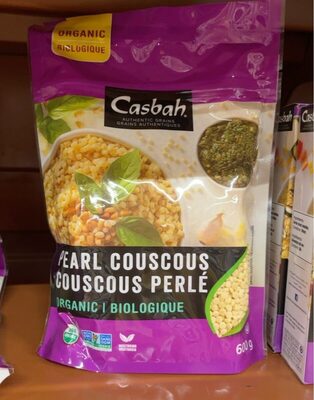 ORGANIC
BIOLOGIQUE
Casbah
AUTHENTIC GRAINS
GRAINS AUTHENTIQUES
PEARL COUSCOUS
COUSCOUS PERLÉ
ORGANIC | BIOLOGIQUE
600g